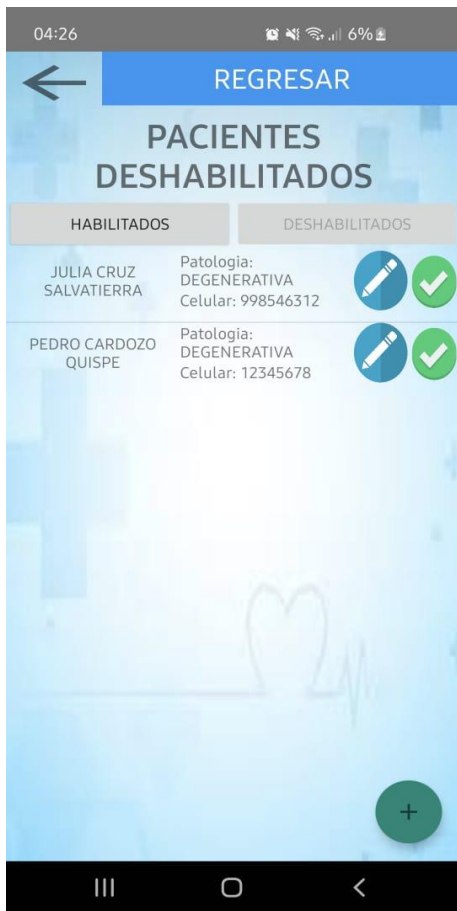 04:26
6%
REGRESAR
PACIENTES
DESHABILITADOS
HABILITADOS
DESHABILITADOS
JULIA CRUZ
SALVATIERRA
Patologia:
DEGENERATIVA
Celular: 998546312
PEDRO CARDOZO
QUISPE
Patologia:
DEGENERATIVA
Celular: 12345678
+